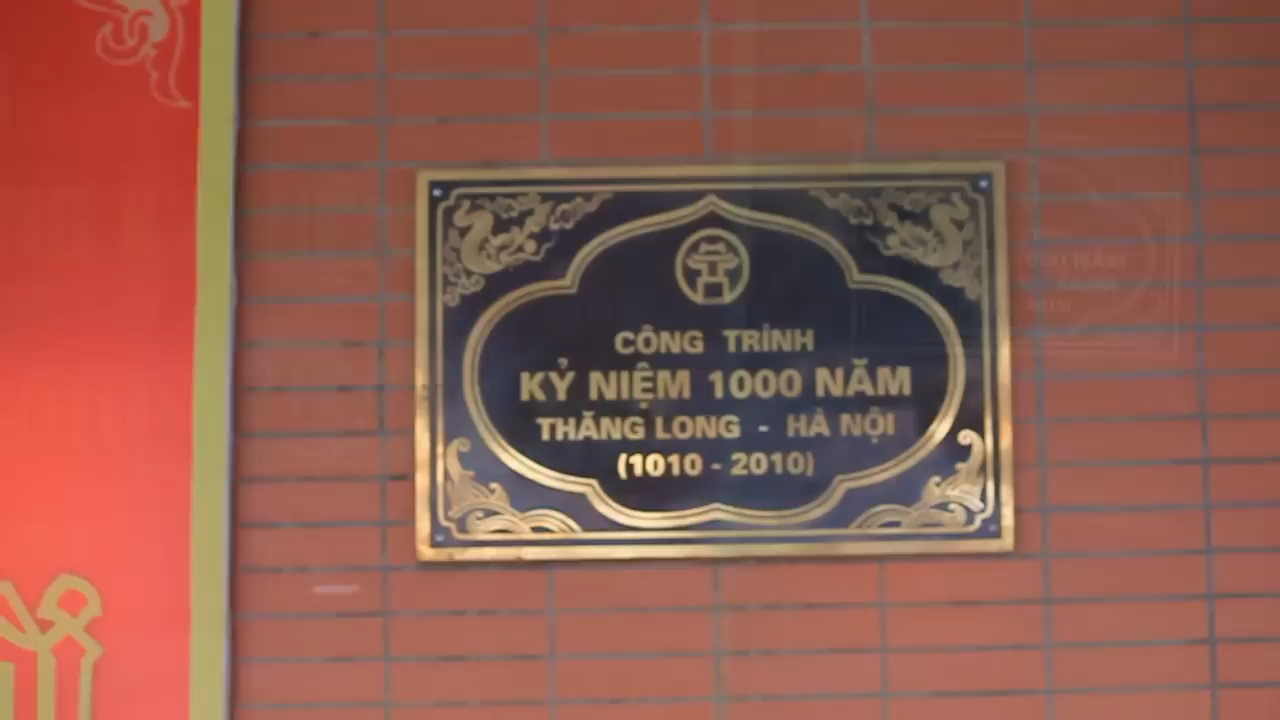 CÔNG TRÌNH
KỶ NIỆM 1000 NĂM
THĂNG LONG - HÀ NỘI
(1010 - 2010)